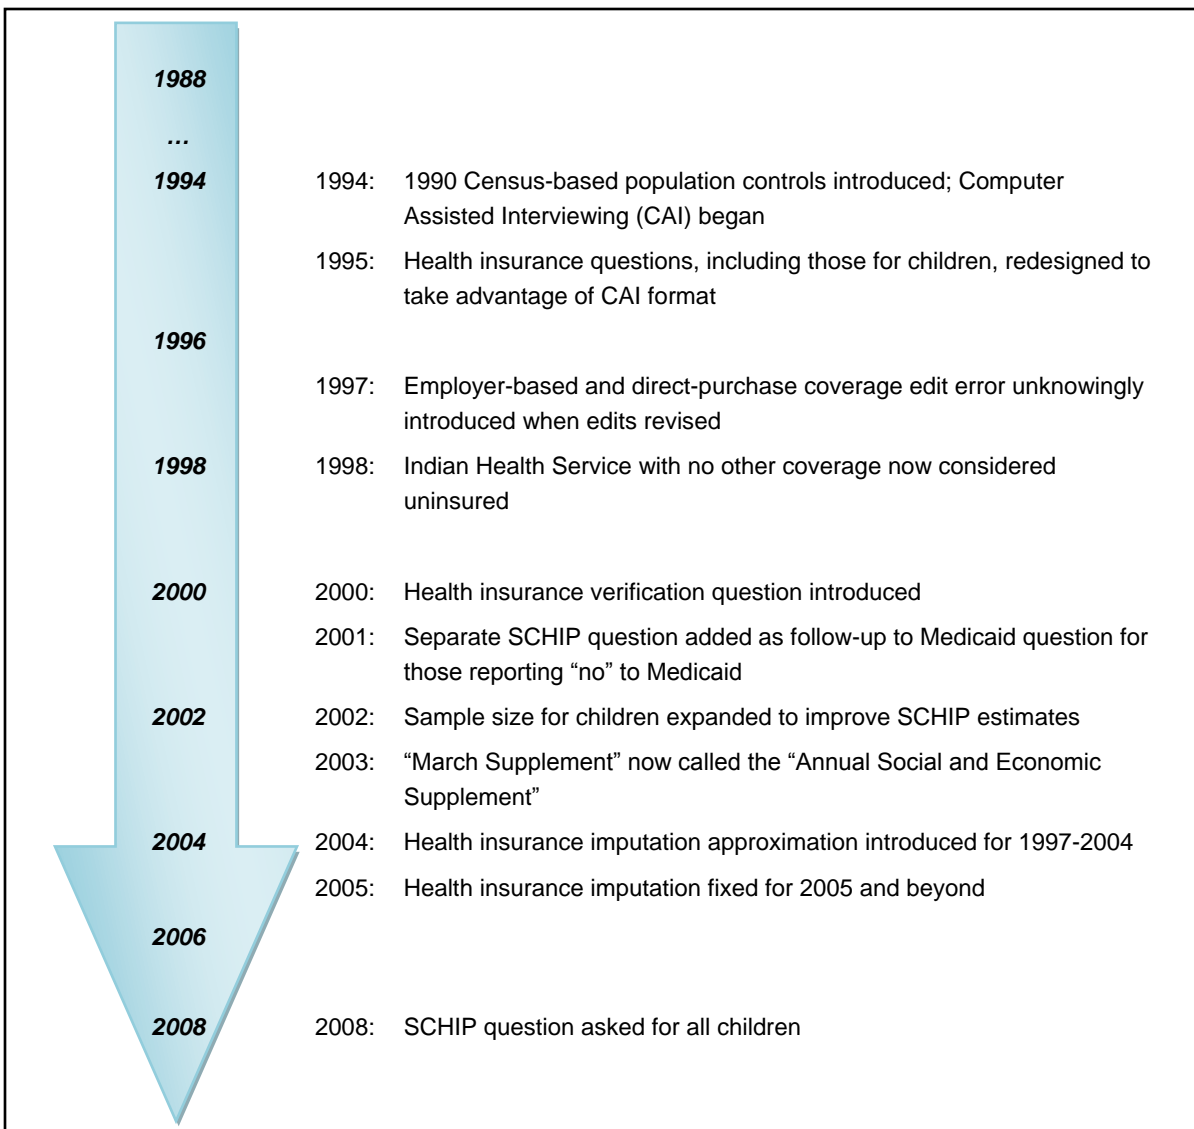 1988
...
1994
1994: 1990 Census-based population controls introduced; Computer
Assisted Interviewing (CAI) began
1995: Health insurance questions, including those for children, redesigned to
take advantage of CAI format
1996
1997: Employer-based and direct-purchase coverage edit error unknowingly
introduced when edits revised
1998
1998: Indian Health Service with no other coverage now considered
uninsured
2000
2000: Health insurance verification question introduced
2001: Separate SCHIP question added as follow-up to Medicaid question for
those reporting “no” to Medicaid
2002
2002: Sample size for children expanded to improve SCHIP estimates
2003: “March Supplement” now called the “Annual Social and Economic
Supplement”
2004
2004: Health insurance imputation approximation introduced for 1997-2004
2005: Health insurance imputation fixed for 2005 and beyond
2006
2008
2008: SCHIP question asked for all children